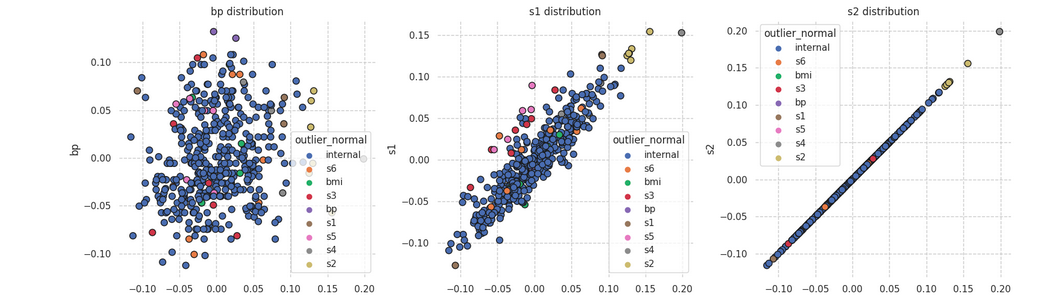 bp distribution
bp
0.10
0.05
0.00
−0.05
−0.10
−0.10 −0.05 0.00 0.05 0.10 0.15 0.20
outlier_normal
internal
s6
bmi
s3
bp
s1
s5
s4
s2
s1 distribution
s1
0.15
0.10
0.05
0.00
−0.05
−0.10
−0.10 −0.05 0.00 0.05 0.10 0.15 0.20
outlier_normal
internal
s6
bmi
s3
bp
s1
s5
s4
s2
s2 distribution
s2
0.20
0.15
0.10
0.05
0.00
−0.05
−0.10
−0.10 −0.05 0.00 0.05 0.10 0.15 0.20
outlier_normal
internal
s6
bmi
s3
bp
s1
s5
s4
s2